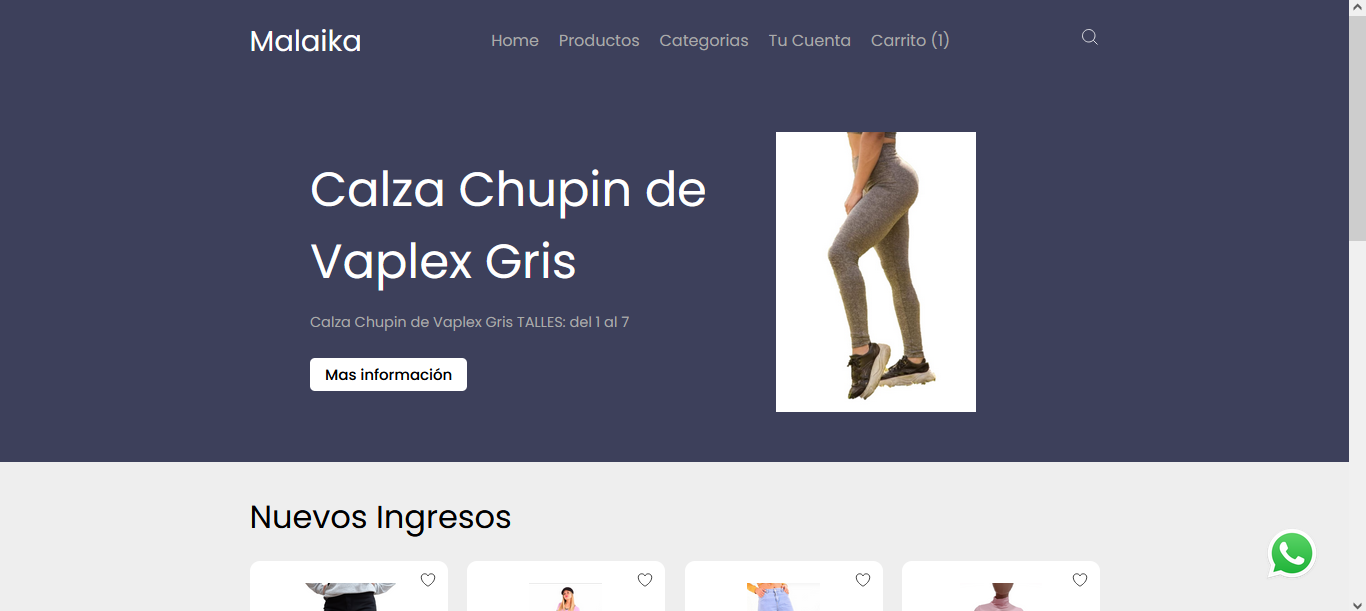 Malaika
Home Productos Categorias Tu Cuenta Carrito (1)
Calza Chupin de
Vaplex Gris
Calza Chupin de Vaplex Gris TALLES: del 1 al 7
Mas información
Nuevos Ingresos